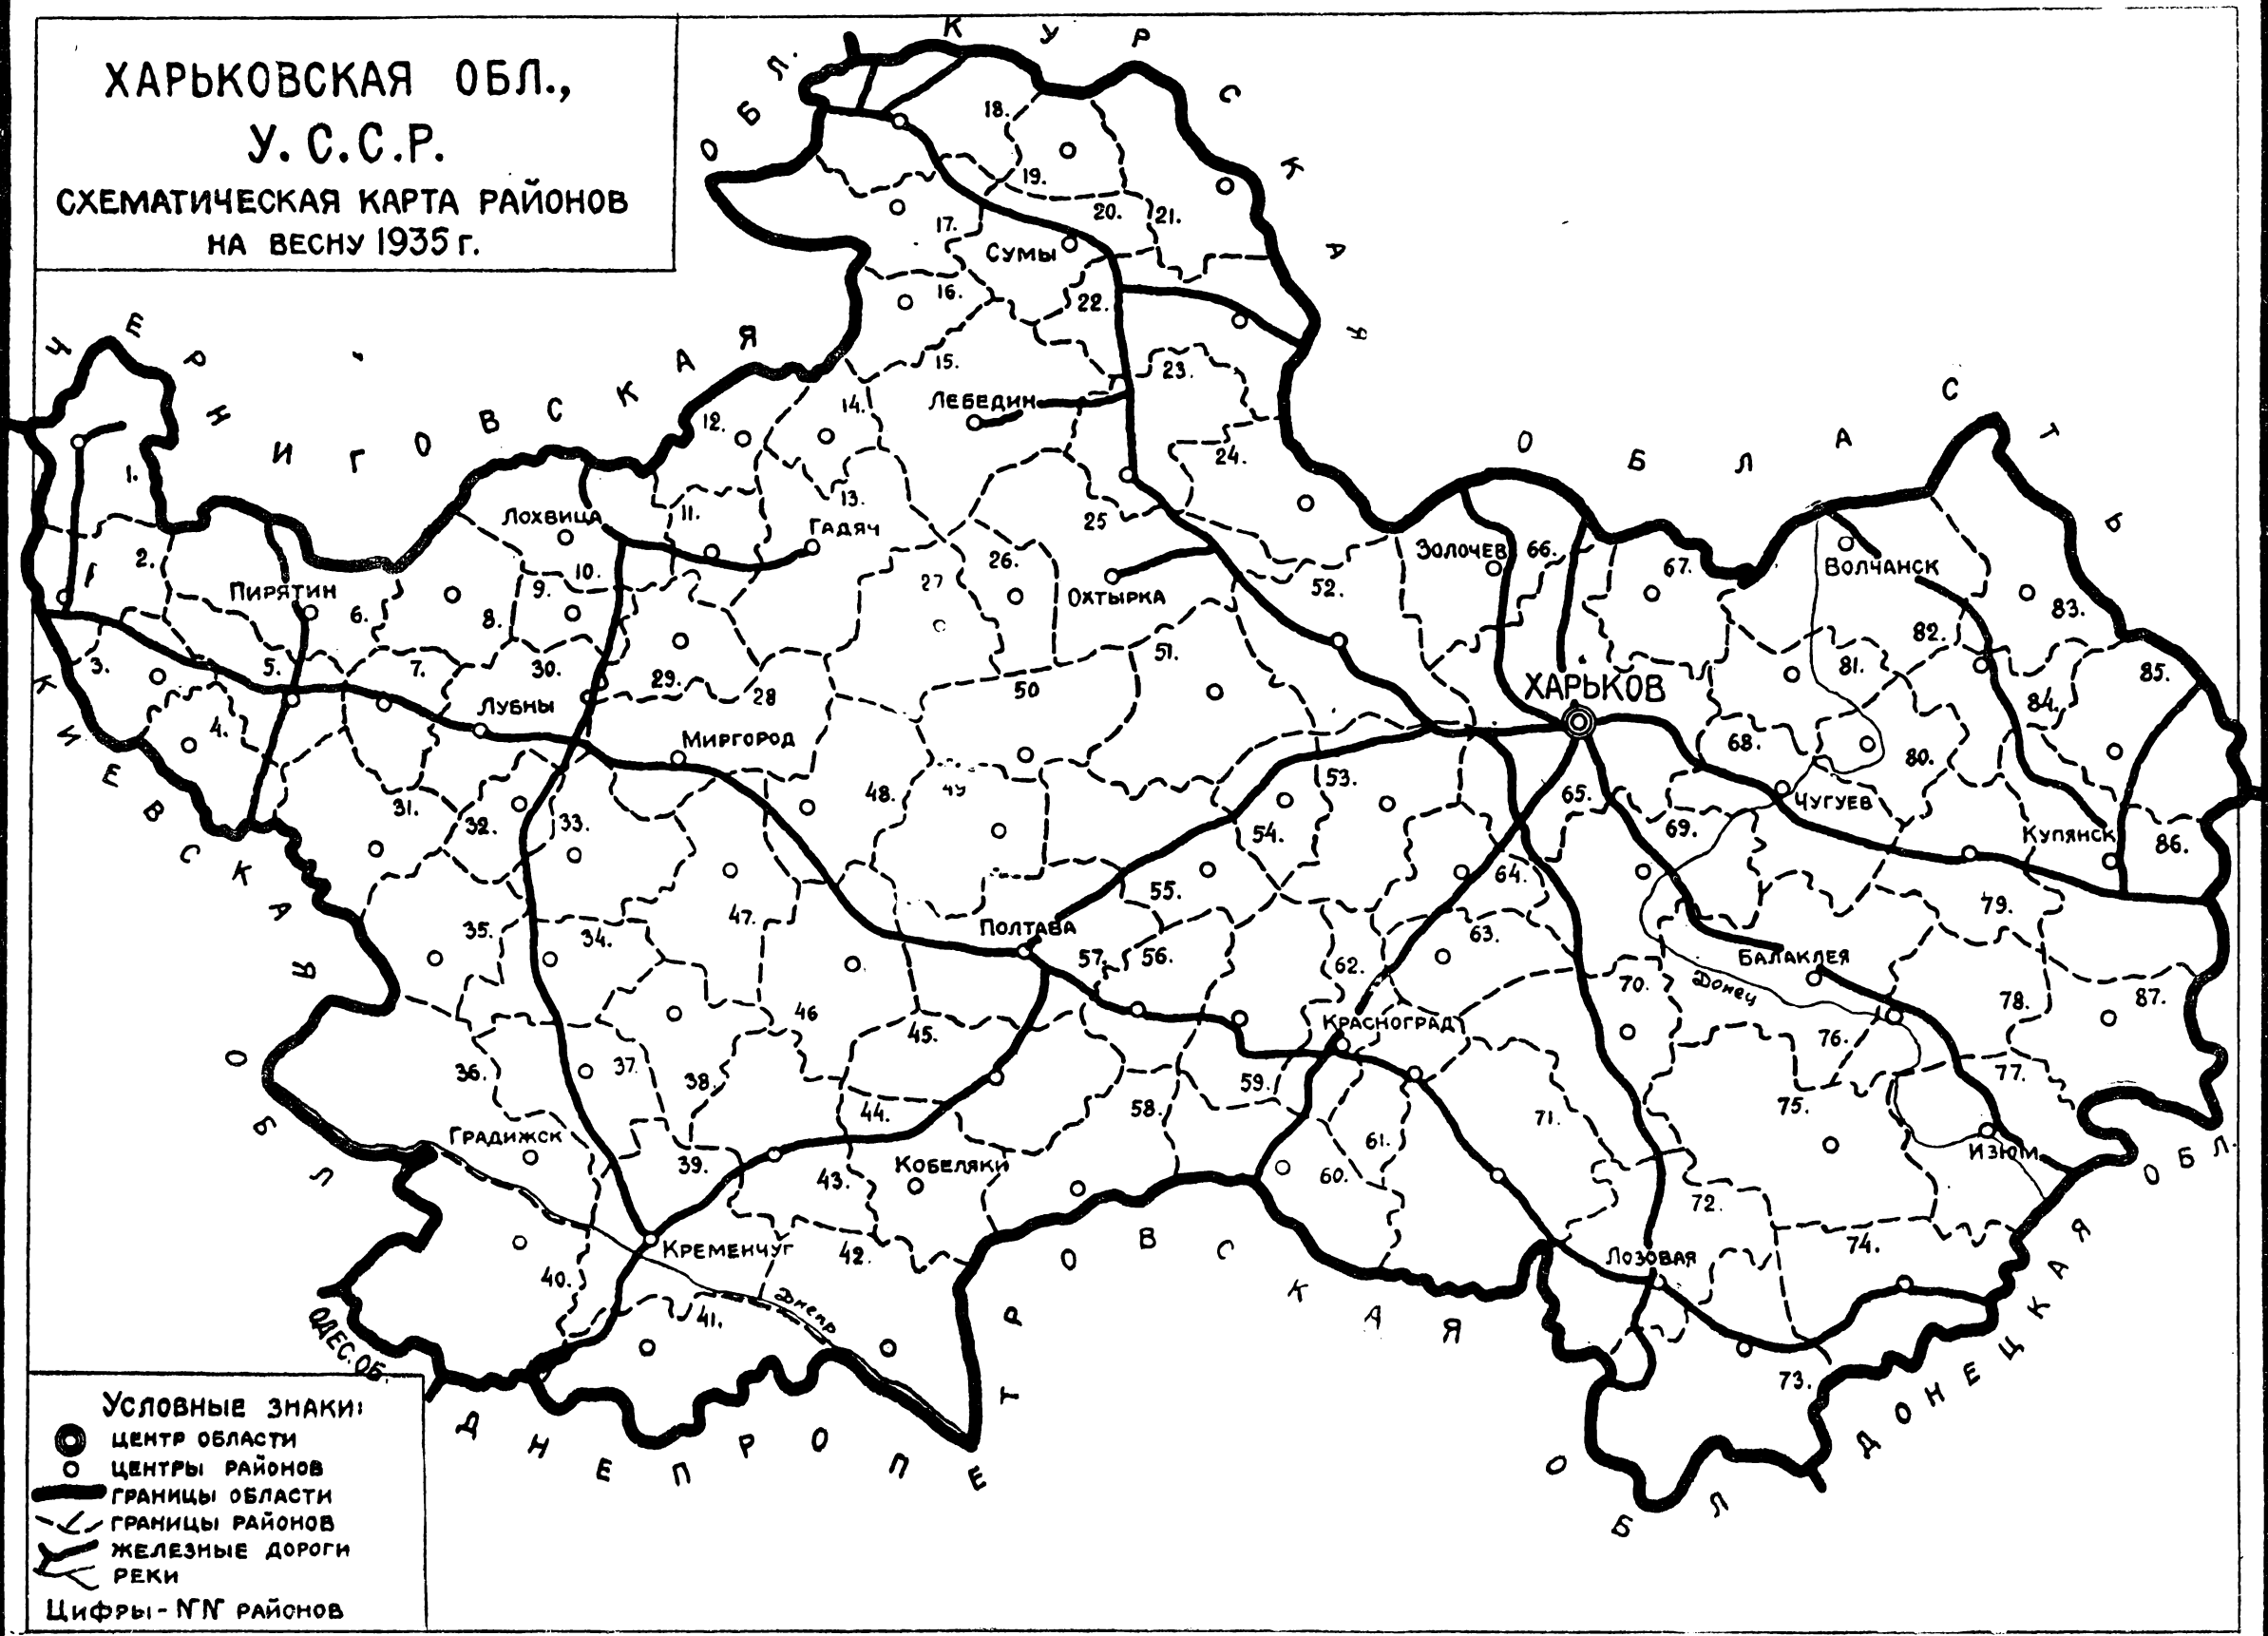 ХАРЬКОВСКАЯ ОБЛ.,
У.С.С.Р.
СХЕМАТИЧЕСКАЯ КАРТА РАЙОНОВ
НА ВЕСНУ 1935 г.
КУРСКАЯ ОБЛАСТЬ
ЧЕРНИГОВСКАЯ ОБЛ.
КИЕВСКАЯ ОБЛ.
ОДЕС. ОБ.
ДНЕПРОПЕТРОВСКАЯ ОБЛ.
ДОНЕЦКАЯ ОБЛ.
18.
19.
20.
21.
17.
СУМЫ
16.
22.
15.
23.
14.
ЛЕБЕДИН
12.
24.
1.
13.
11.
ЛОХВИЦА
ГАДЯЧ
25
26.
27
ОХТЫРКА
52.
ЗОЛОЧЕВ
66.
67.
ВОЛЧАНСК
83.
82.
2.
ПИРЯТИН
6.
8.
9.
10.
3.
5.
7.
30.
29.
28
50
51.
81.
84.
85.
4.
ЛУБНЫ
МИРГОРОД
ХАРЬКОВ
68.
80.
31.
32.
33.
48.
49
53.
54.
65.
69.
ЧУГУЕВ
КУПЯНСК
86.
35.
34.
47.
ПОЛТАВА
55.
56.
57.
64.
63.
62.
79.
БАЛАКЛЕЯ
Донец
70.
78.
87.
46
45.
КРАСНОГРАД
76.
77.
36.
37.
38.
44.
58.
59.
75.
71.
ГРАДИЖСК
39.
43.
КОБЕЛЯКИ
61.
60.
ИЗЮМ
72.
74.
40.
КРЕМЕНЧУГ
42.
ЛОЗОВАЯ
41.
Днепр
73.
УСЛОВНЫЕ ЗНАКИ:
ЦЕНТР ОБЛАСТИ
ЦЕНТРЫ РАЙОНОВ
ГРАНИЦЫ ОБЛАСТИ
ГРАНИЦЫ РАЙОНОВ
ЖЕЛЕЗНЫЕ ДОРОГИ
РЕКИ
ЦИФРЫ - NN РАЙОНОВ